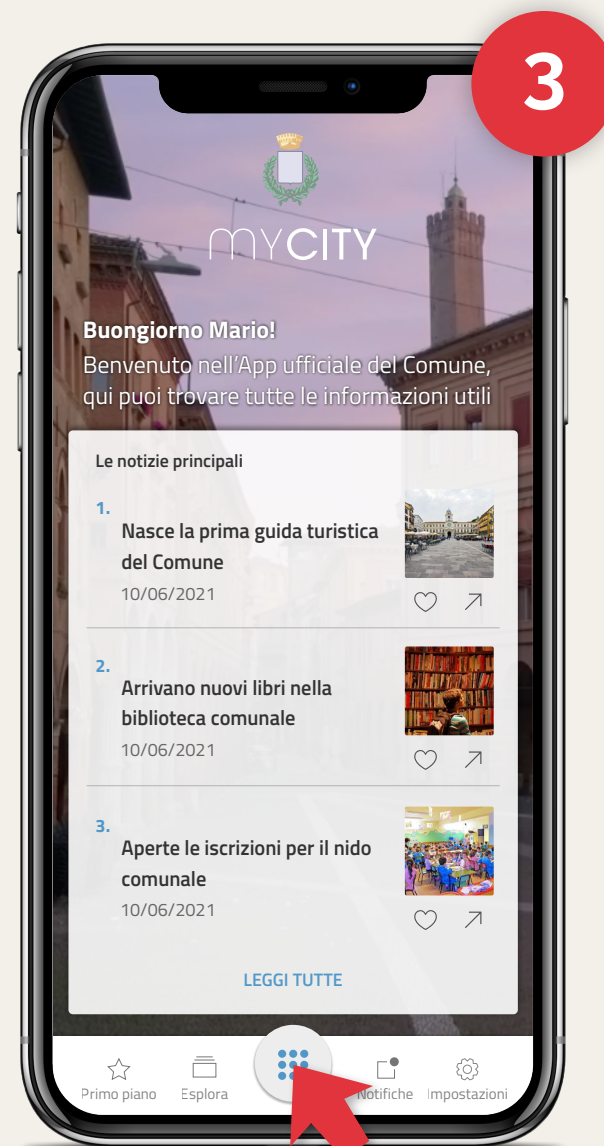 3
MYCITY
Buongiorno Mario!
Benvenuto nell'App ufficiale del Comune,
qui puoi trovare tutte le informazioni utili
Le notizie principali
1.
Nasce la prima guida turistica
del Comune
10/06/2021
2.
Arrivano nuovi libri nella
biblioteca comunale
10/06/2021
3.
Aperte le iscrizioni per il nido
comunale
10/06/2021
LEGGI TUTTE
Primo piano Esplora Notifiche Impostazioni